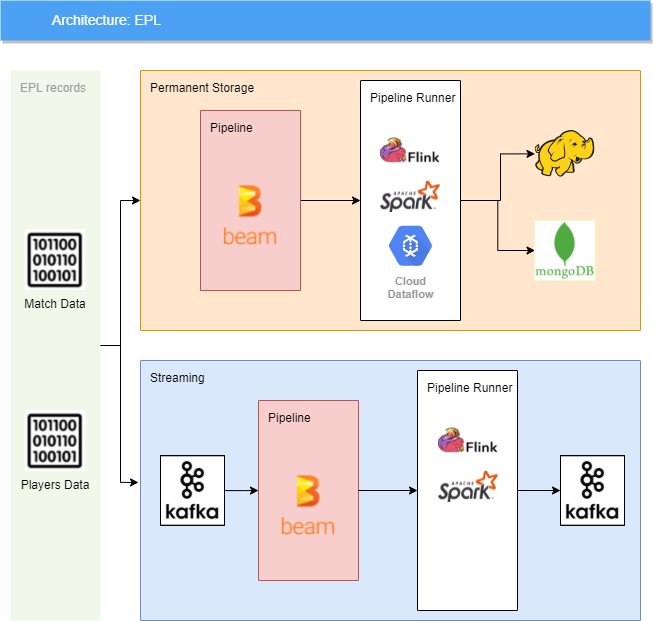 Architecture: EPL
EPL records
101100
010110
100101
Match Data
101100
010110
100101
Players Data
Permanent Storage
Pipeline
beam
Pipeline Runner
Flink
APACHE
Spark
Cloud
Dataflow
mongoDB
Streaming
kafka
Pipeline
beam
Pipeline Runner
Flink
APACHE
Spark
kafka